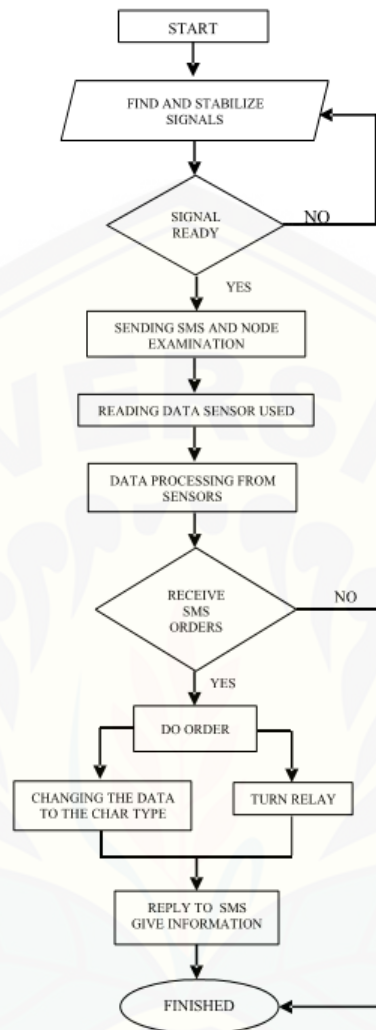 START
FIND AND STABILIZE
SIGNALS
SIGNAL
READY
NO
YES
SENDING SMS AND NODE
EXAMINATION
READING DATA SENSOR USED
DATA PROCESSING FROM
SENSORS
RECEIVE
SMS
ORDERS
NO
YES
DO ORDER
CHANGING THE DATA
TO THE CHAR TYPE
TURN RELAY
REPLY TO SMS
GIVE INFORMATION
FINISHED